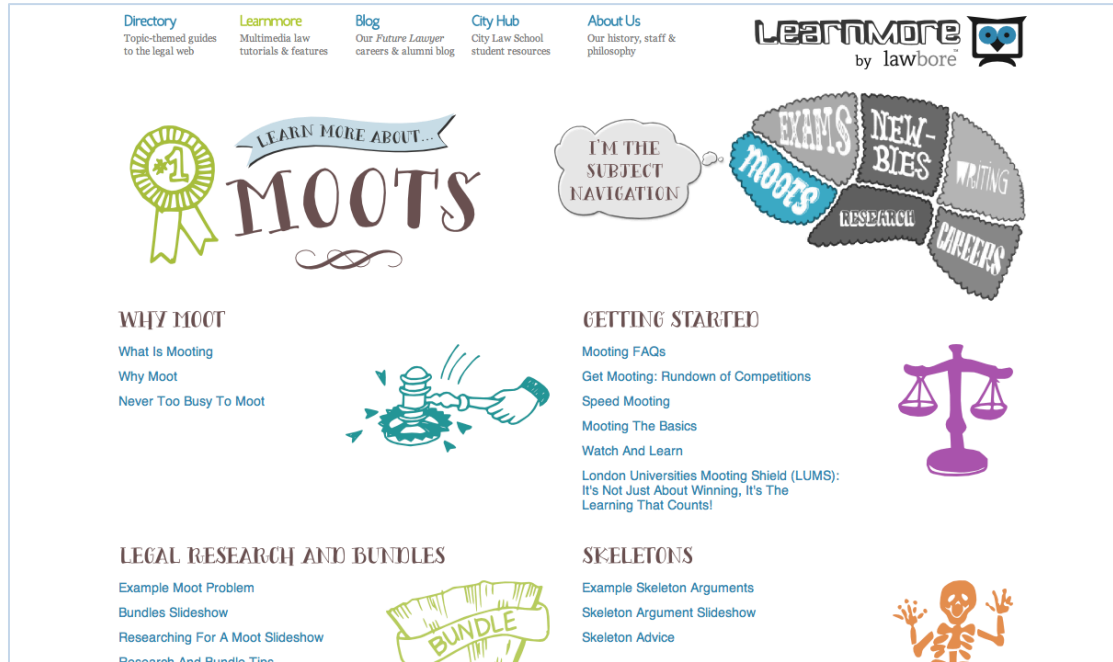 Directory
Topic-themed guides
to the legal web
Learnmore
Multimedia law
tutorials & features
Blog
Our Future Lawyer
careers & alumni blog
City Hub
City Law School
student resources
About Us
Our history, staff &
philosophy
LEARNMORE
by lawbore™
#1
LEARN MORE ABOUT...
MOOTS
I'M THE
SUBJECT
NAVIGATION
EXAMS
NEW-
BIES
WRITING
MOOTS
RESEARCH
CAREERS
WHY MOOT
What Is Mooting
Why Moot
Never Too Busy To Moot
GETTING STARTED
Mooting FAQs
Get Mooting: Rundown of Competitions
Speed Mooting
Mooting The Basics
Watch And Learn
London Universities Mooting Shield (LUMS):
It's Not Just About Winning, It's The
Learning That Counts!
LEGAL RESEARCH AND BUNDLES
Example Moot Problem
Bundles Slideshow
Researching For A Moot Slideshow
Research And Bundle Tips
BUNDLE
SKELETONS
Example Skeleton Arguments
Skeleton Argument Slideshow
Skeleton Advice